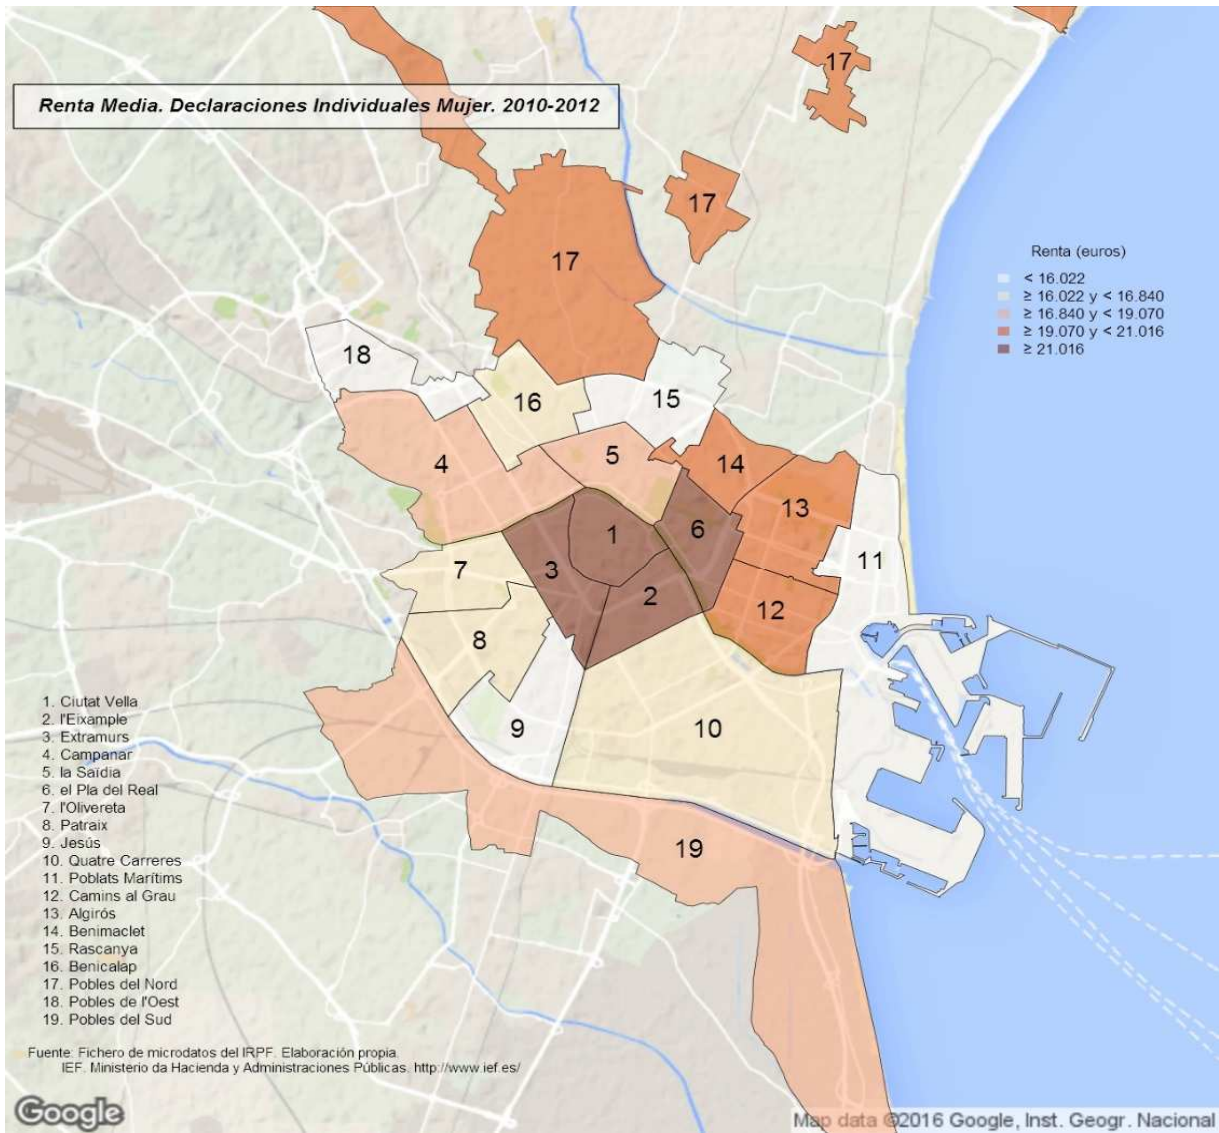 Renta Media. Declaraciones Individuales Mujer. 2010-2012
17
17
17
Renta (euros)
< 16.022
≥ 16.022 y < 16.840
≥ 16.840 y < 19.070
≥ 19.070 y < 21.016
≥ 21.016
18
16
15
4
5
14
13
1
6
3
11
7
2
12
8
9
10
19
1. Ciutat Vella
2. l'Eixample
3. Extramurs
4. Campanar
5. la Saïdia
6. el Pla del Real
7. l'Olivereta
8. Patraix
9. Jesús
10. Quatre Carreres
11. Poblats Marítims
12. Camins al Grau
13. Algirós
14. Benimaclet
15. Rascanya
16. Benicalap
17. Pobles del Nord
18. Pobles de l'Oest
19. Pobles del Sud
Fuente: Fichero de microdatos del IRPF. Elaboración propia.
IEF. Ministerio da Hacienda y Administraciones Públicas. http://www.ief.es/
Google
Map data ©2016 Google, Inst. Geogr. Nacional